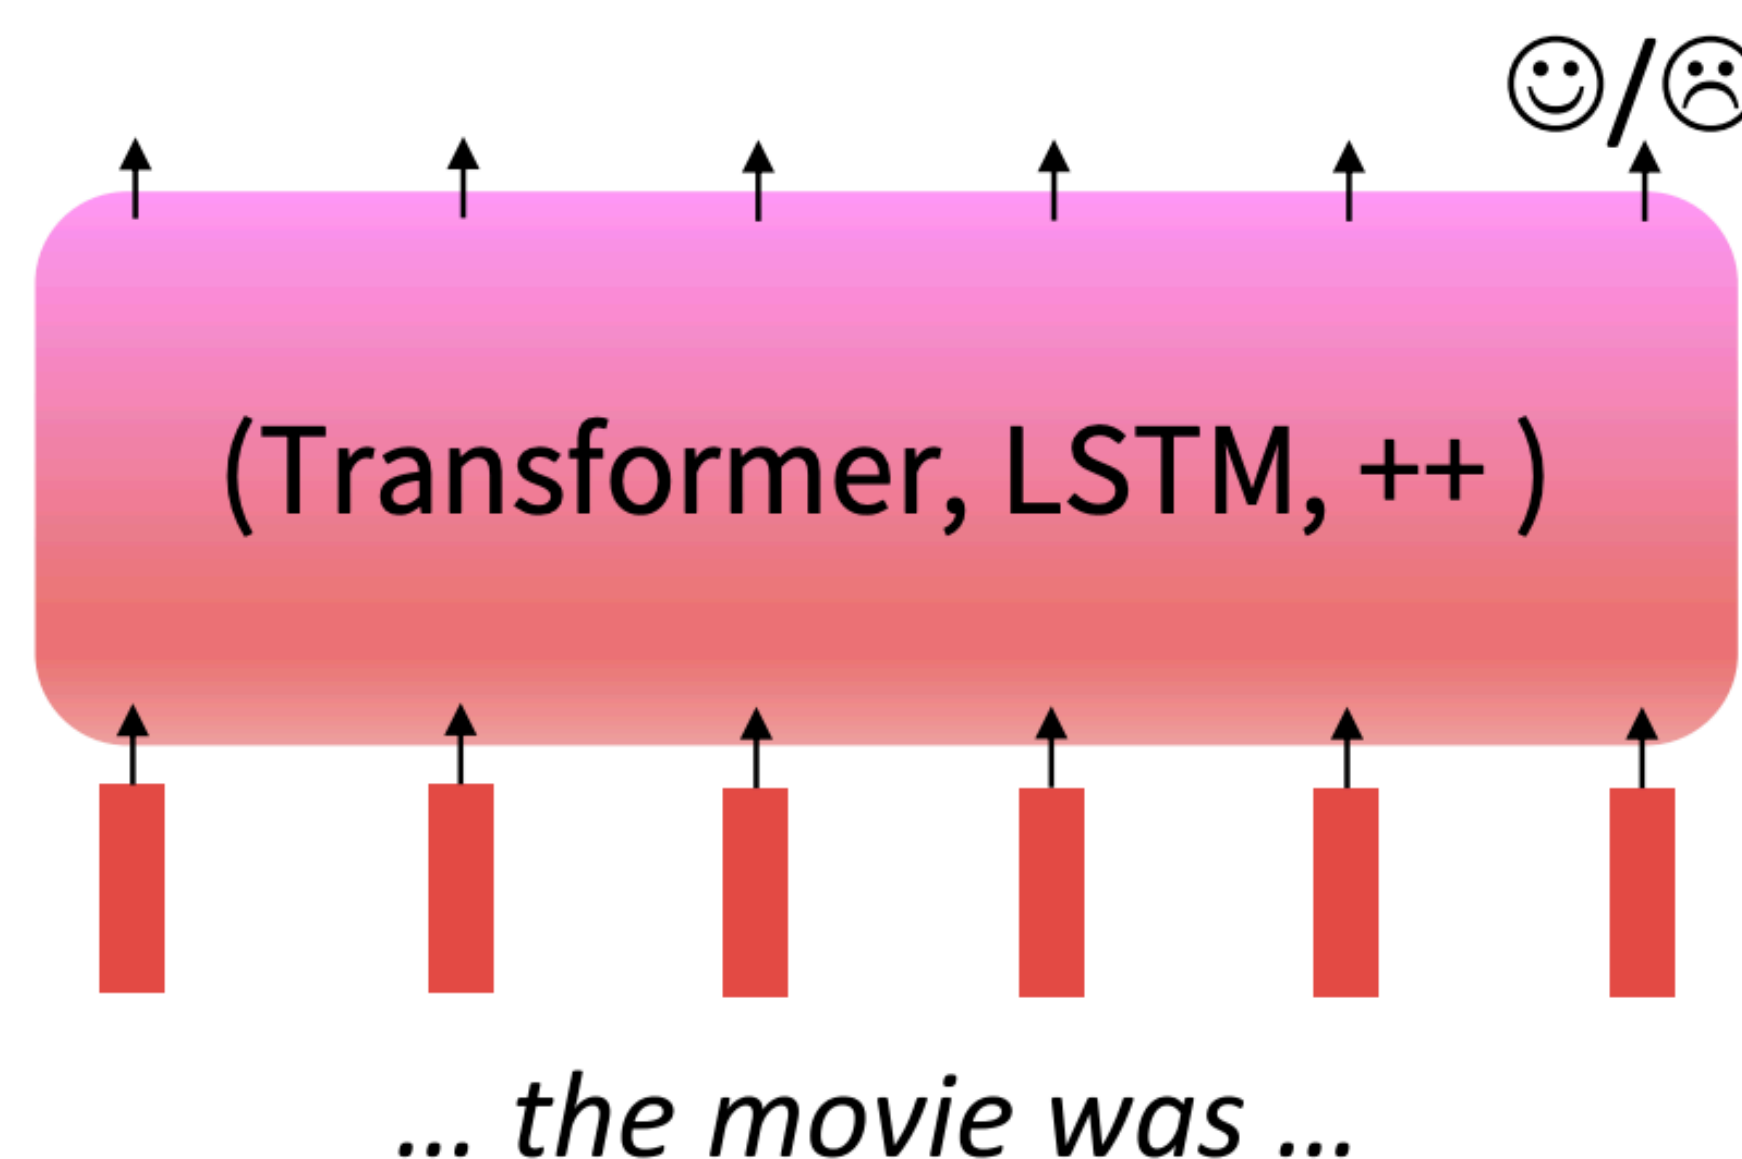 ☺/☹
(Transformer, LSTM, ++ )
... the movie was ...